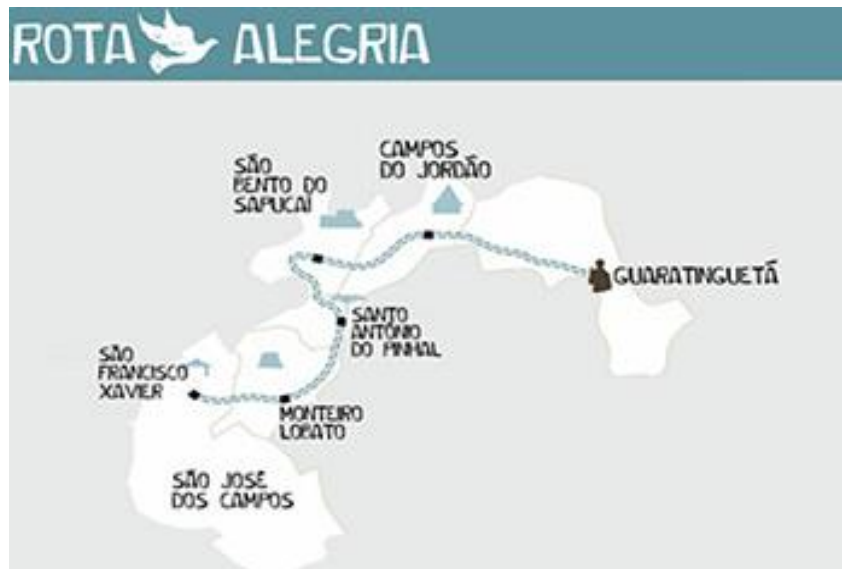 ROTA ALEGRIA
CAMPOS
DO JORDÃO
SÃO
BENTO DO
SAPUCAÍ
GUARATINGUETÁ
SANTO
ANTÔNIO
DO PINHAL
SÃO
FRANCISCO
XAVIER
MONTEIRO
LOBATO
SÃO JOSÉ
DOS CAMPOS